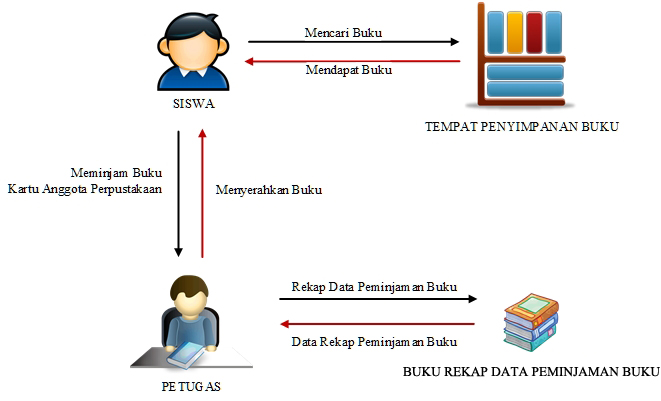 Mencari Buku
Mendapat Buku
SISWA
TEMPAT PENYIMPANAN BUKU
Meminjam Buku
Kartu Anggota Perpustakaan
Menyerahkan Buku
Rekap Data Peminjaman Buku
Data Rekap Peminjaman Buku
PETUGAS
BUKU REKAP DATA PEMINJAMAN BUKU